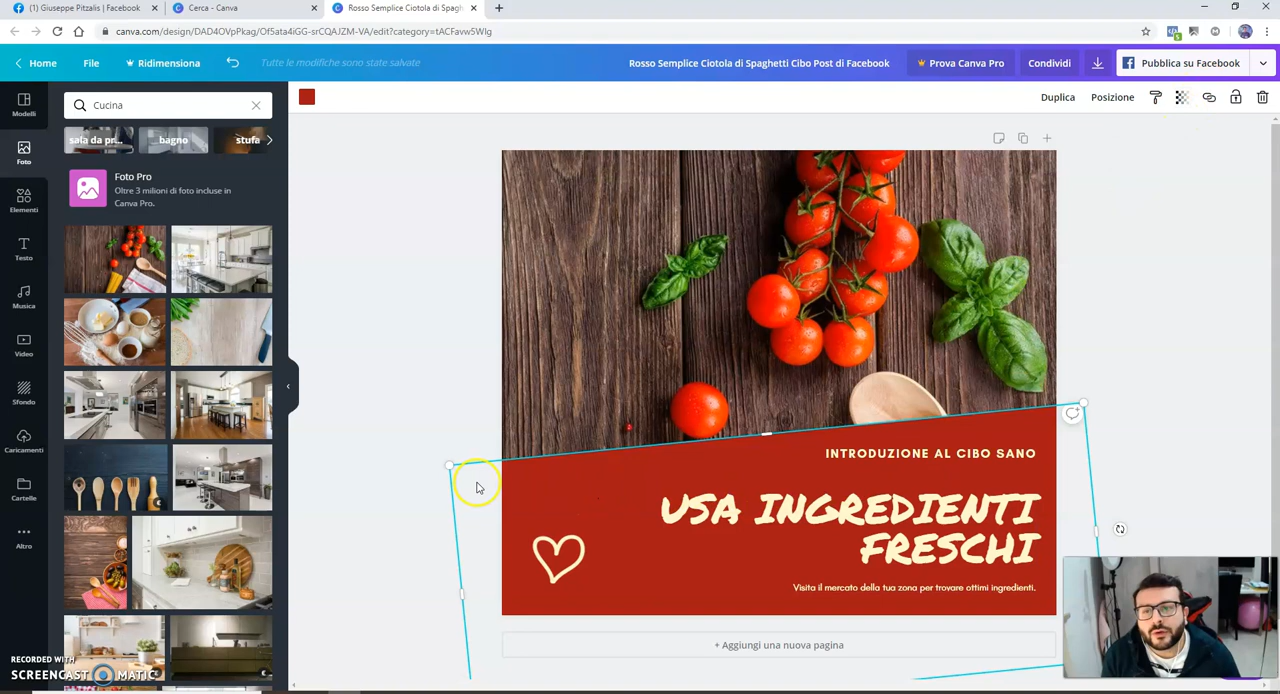 (1) Giuseppe Pitzalis | Facebook
Cerca - Canva
Rosso Semplice Ciotola di Spagh
canva.com/design/DAD4OVpPkag/Of5ata4iGG-srCQAJZM-VA/edit?category=tACFavw5WIg
Home
File
Ridimensiona
Tutte le modifiche sono state salvate
Rosso Semplice Ciotola di Spaghetti Cibo Post di Facebook
Prova Canva Pro
Condividi
Pubblica su Facebook
Modelli
Foto
Elementi
Testo
Musica
Video
Sfondo
Caricamenti
Cartelle
Altro
Cucina
sala da pr...
bagno
stufa
Foto Pro
Oltre 3 milioni di foto incluse in
Canva Pro.
Duplica
Posizione
INTRODUZIONE AL CIBO SANO
USA INGREDIENTI
FRESCHI
Visita il mercato della tua zona per trovare ottimi ingredienti.
+ Aggiungi una nuova pagina
RECORDED WITH
SCREENCAST MATIC